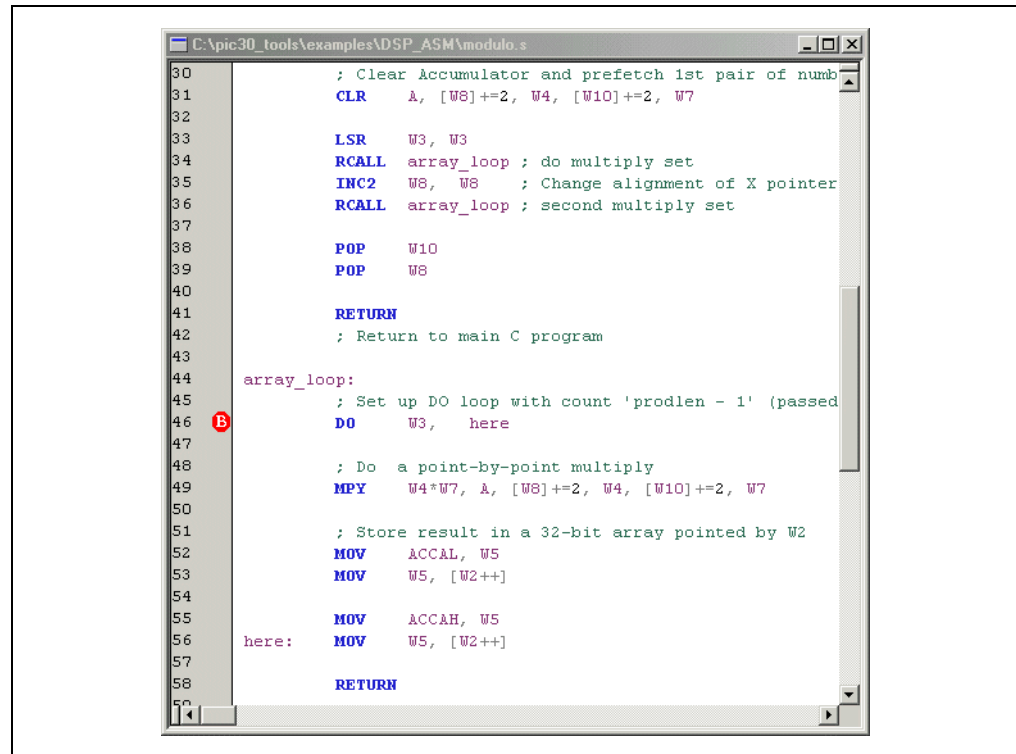 C:\pic30_tools\examples\DSP_ASM\modulo.s
30 ; Clear Accumulator and prefetch 1st pair of numb
31 CLR A, [W8]+=2, W4, [W10]+=2, W7
32
33 LSR W3, W3
34 RCALL array_loop ; do multiply set
35 INC2 W8, W8 ; Change alignment of X pointer
36 RCALL array_loop ; second multiply set
37
38 POP W10
39 POP W8
40
41 RETURN
42 ; Return to main C program
43
44 array_loop:
45 ; Set up DO loop with count 'prodlen - 1' (passed
46 B DO W3, here
47
48 ; Do a point-by-point multiply
49 MPY W4*W7, A, [W8]+=2, W4, [W10]+=2, W7
50
51 ; Store result in a 32-bit array pointed by W2
52 MOV ACCAL, W5
53 MOV W5, [W2++]
54
55 MOV ACCAH, W5
56 here: MOV W5, [W2++]
57
58 RETURN